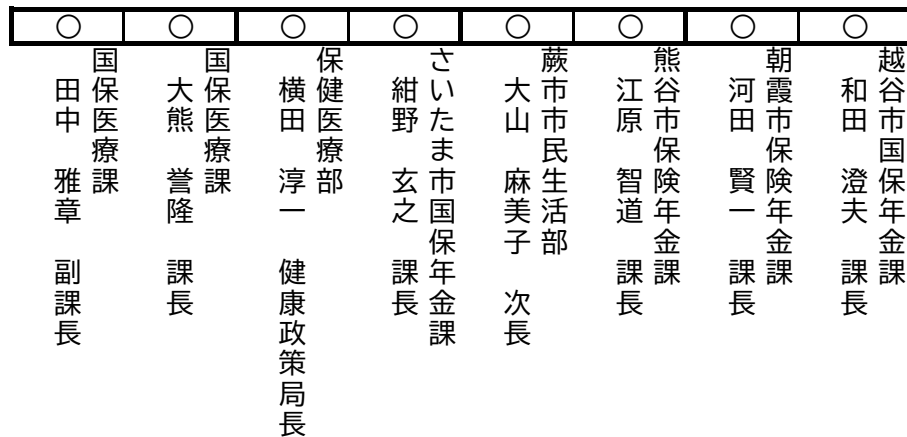 ○ ○ ○ ○ ○ ○ ○ ○
越谷市国保年金課
和田 澄夫 課長
朝霞市保険年金課
河田 賢一 課長
熊谷市保険年金課
江原 智道 課長
蕨市市民生活部
大山 麻美子 次長
さいたま市国保年金課
紺野 玄之 課長
保健医療部
横田 淳一 健康政策局長
国保医療課
大熊 誉隆 課長
国保医療課
田中 雅章 副課長